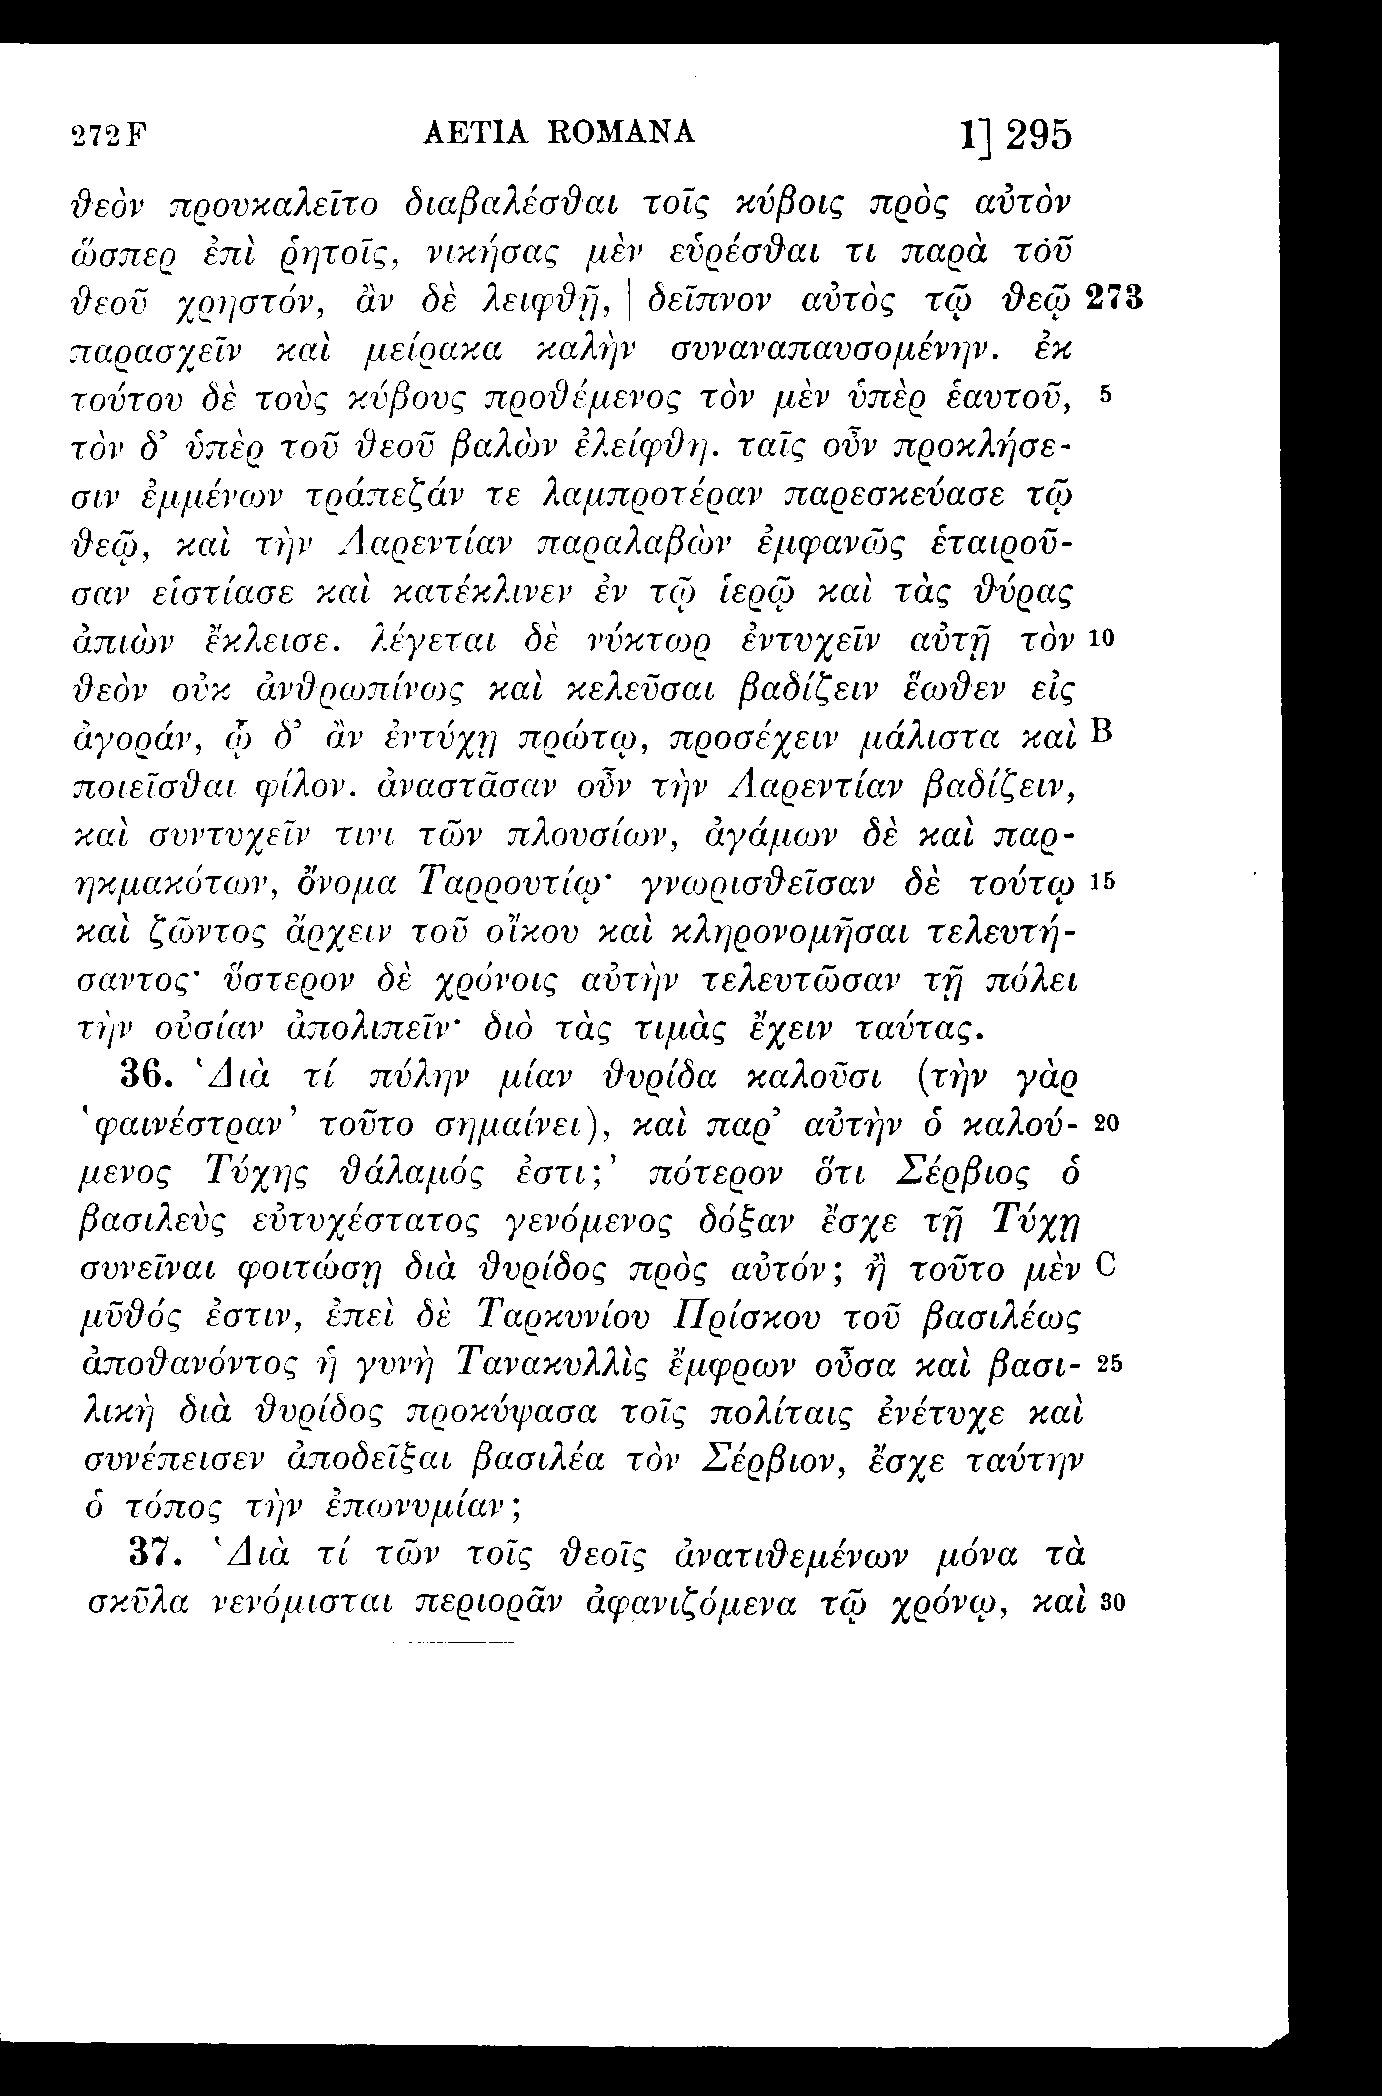 272 F AETIA ROMANA 1] 295
θεὸν προυκαλεῖτο διαβαλέσθαι τοῖς κύβοις πρὸς αὐτὸν
ὥσπερ ἐπὶ ῥητοῖς, νικήσας μὲν εὑρέσθαι τι παρὰ τοῦ
θεοῦ χρηστόν, ἂν δὲ λειφθῇ, | δεῖπνον αὐτὸς τῷ θεῷ 273
παρασχεῖν καὶ μείρακα καλὴν συναναπαυσομένην. ἐκ
τούτου δὲ τοὺς κύβους προθέμενος τὸν μὲν ὑπὲρ ἑαυτοῦ, 5
τὸν δ’ ὑπὲρ τοῦ θεοῦ βαλὼν ἐλείφθη. ταῖς οὖν προκλήσε-
σιν ἐμμένων τράπεζάν τε λαμπροτέραν παρεσκεύασε τῷ
θεῷ, καὶ τὴν Λαρεντίαν παραλαβὼν ἐμφανῶς ἑταιροῦ-
σαν εἱστίασε καὶ κατέκλινεν ἐν τῷ ἱερῷ καὶ τὰς θύρας
ἀπιὼν ἔκλεισε. λέγεται δὲ νύκτωρ ἐντυχεῖν αὐτῇ τὸν 10
θεὸν οὐκ ἀνθρωπίνως καὶ κελεῦσαι βαδίζειν ἕωθεν εἰς
ἀγοράν, ᾧ δ’ ἂν ἐντύχῃ πρώτῳ, προσέχειν μάλιστα καὶ B
ποιεῖσθαι φίλον. ἀναστᾶσαν οὖν τὴν Λαρεντίαν βαδίζειν,
καὶ συντυχεῖν τινι τῶν πλουσίων, ἀγάμων δὲ καὶ παρ-
ηκμακότων, ὄνομα Ταρρουτίῳ· γνωρισθεῖσαν δὲ τούτῳ 15
καὶ ζῶντος ἄρχειν τοῦ οἴκου καὶ κληρονομῆσαι τελευτή-
σαντος· ὕστερον δὲ χρόνοις αὐτὴν τελευτῶσαν τῇ πόλει
τὴν οὐσίαν ἀπολιπεῖν· διὸ τὰς τιμὰς ἔχειν ταύτας.
36. ‘Διὰ τί πύλην μίαν θυρίδα καλοῦσι (τὴν γὰρ
‘φαινέστραν’ τοῦτο σημαίνει), καὶ παρ’ αὐτὴν ὁ καλού- 20
μενος Τύχης θάλαμός ἐστι;’ πότερον ὅτι Σέρβιος ὁ
βασιλεὺς εὐτυχέστατος γενόμενος δόξαν ἔσχε τῇ Τύχῃ
συνεῖναι φοιτώσῃ διὰ θυρίδος πρὸς αὐτόν; ἢ τοῦτο μὲν C
μῦθός ἐστιν, ἐπεὶ δὲ Ταρκυνίου Πρίσκου τοῦ βασιλέως
ἀποθανόντος ἡ γυνὴ Τανακυλλὶς ἔμφρων οὖσα καὶ βασι- 25
λικὴ διὰ θυρίδος προκύψασα τοῖς πολίταις ἐνέτυχε καὶ
συνέπεισεν ἀποδεῖξαι βασιλέα τὸν Σέρβιον, ἔσχε ταύτην
ὁ τόπος τὴν ἐπωνυμίαν;
37. ‘Διὰ τί τῶν τοῖς θεοῖς ἀνατιθεμένων μόνα τὰ
σκῦλα νενόμισται περιορᾶν ἀφανιζόμενα τῷ χρόνῳ, καὶ 30